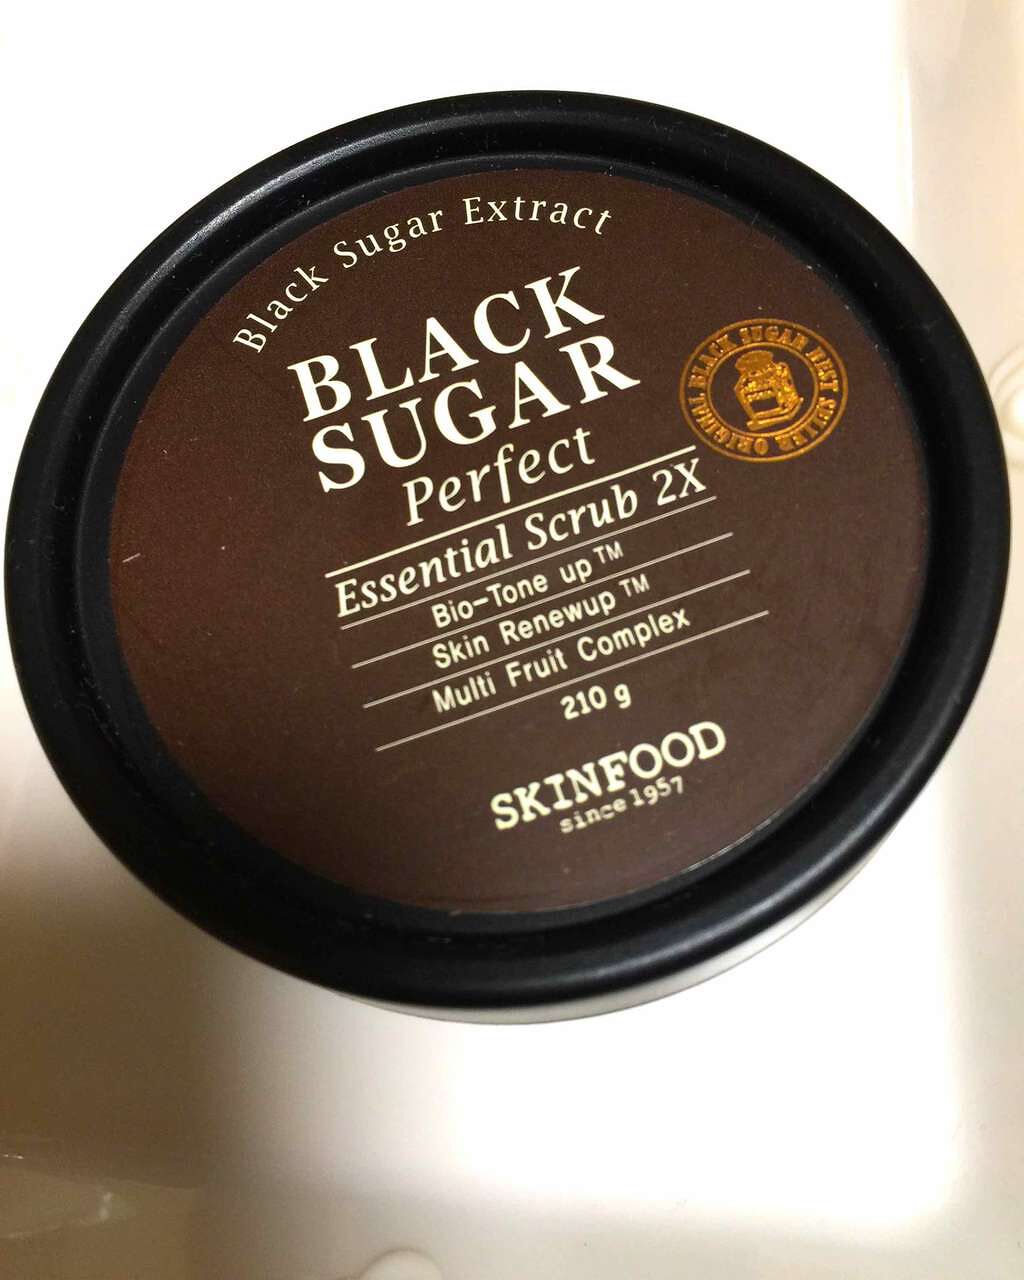 Black Sugar Extract
BLACK
SUGAR
Perfect
Essential Scrub 2X
Bio-Tone up™
Skin Renewup™
Multi Fruit Complex
210 g
SKINFOOD
since 1957
ORIGINAL BLACK SUGAR BEST SELLER